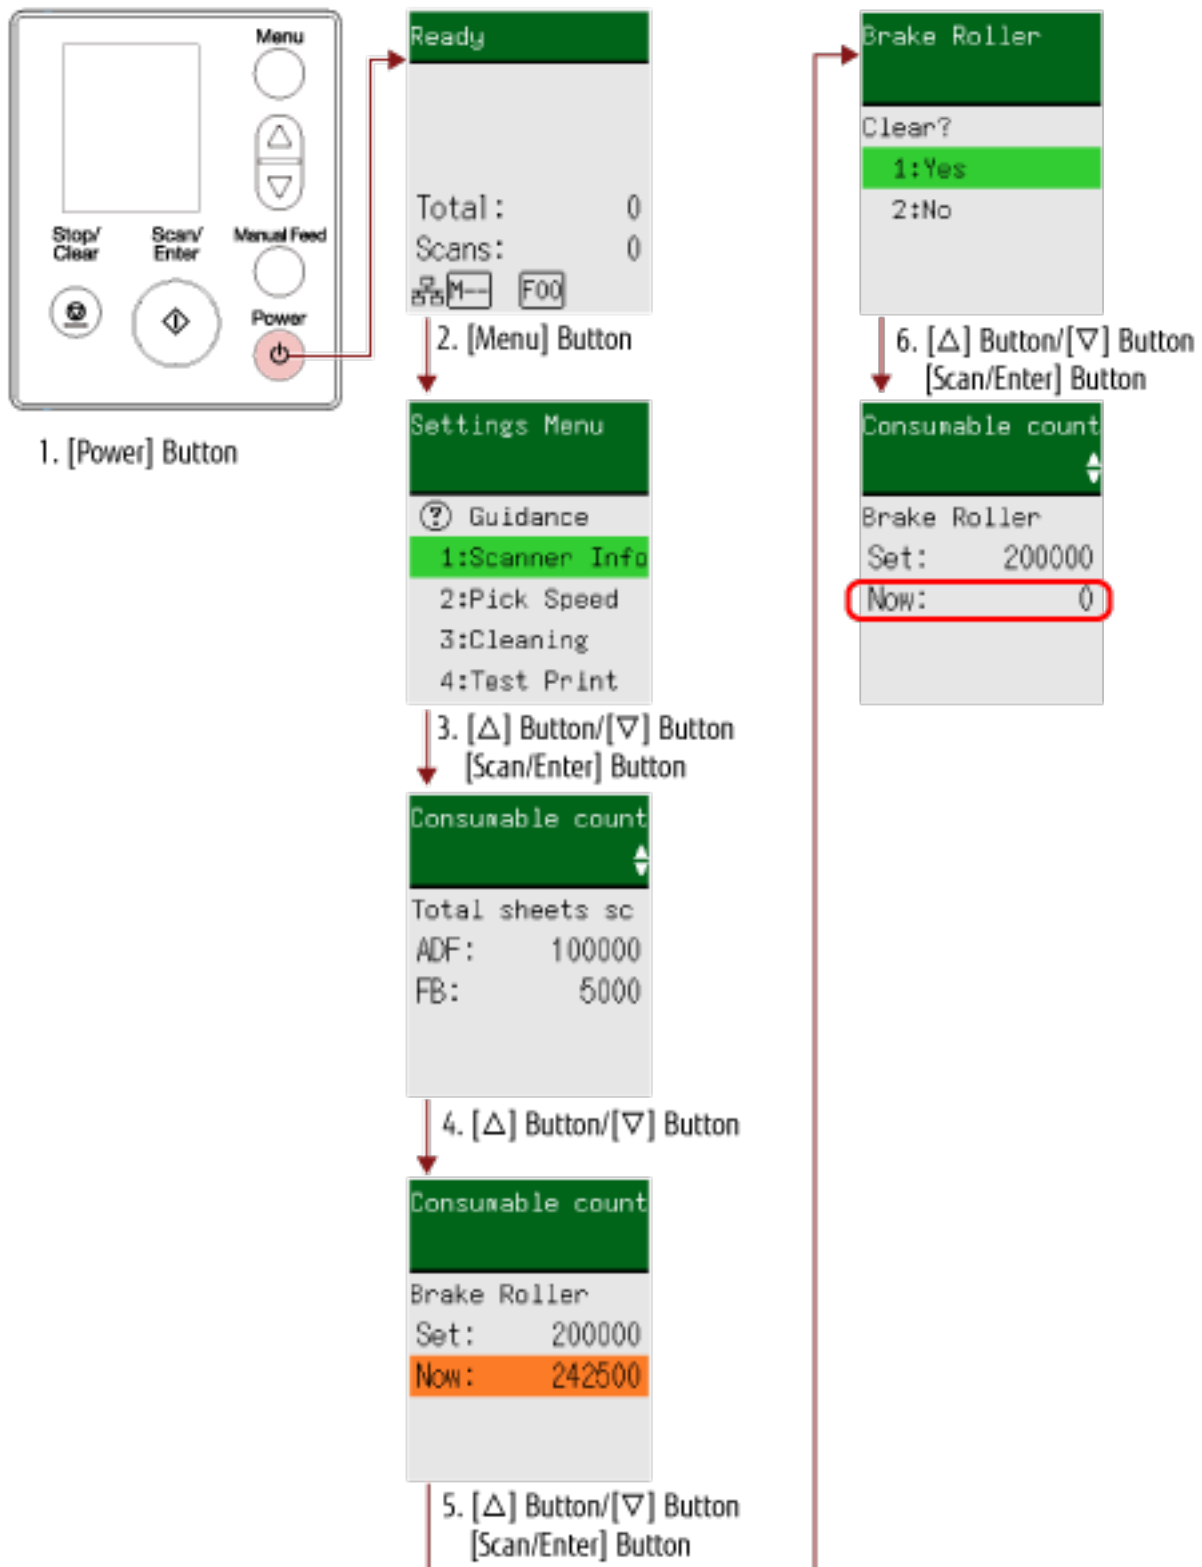 Menu
Stop/
Clear
Scan/
Enter
Manual Feed
Power
1. [Power] Button
Ready
Total: 0
Scans: 0
M-- F00
2. [Menu] Button
Settings Menu
? Guidance
1:Scanner Info
2:Pick Speed
3:Cleaning
4:Test Print
3. [△] Button/[▽] Button
[Scan/Enter] Button
Consumable count
Total sheets sc
ADF: 100000
FB: 5000
4. [△] Button/[▽] Button
Consumable count
Brake Roller
Set: 200000
Now: 242500
5. [△] Button/[▽] Button
[Scan/Enter] Button
Brake Roller
Clear?
1:Yes
2:No
6. [△] Button/[▽] Button
[Scan/Enter] Button
Consumable count
Brake Roller
Set: 200000
Now: 0